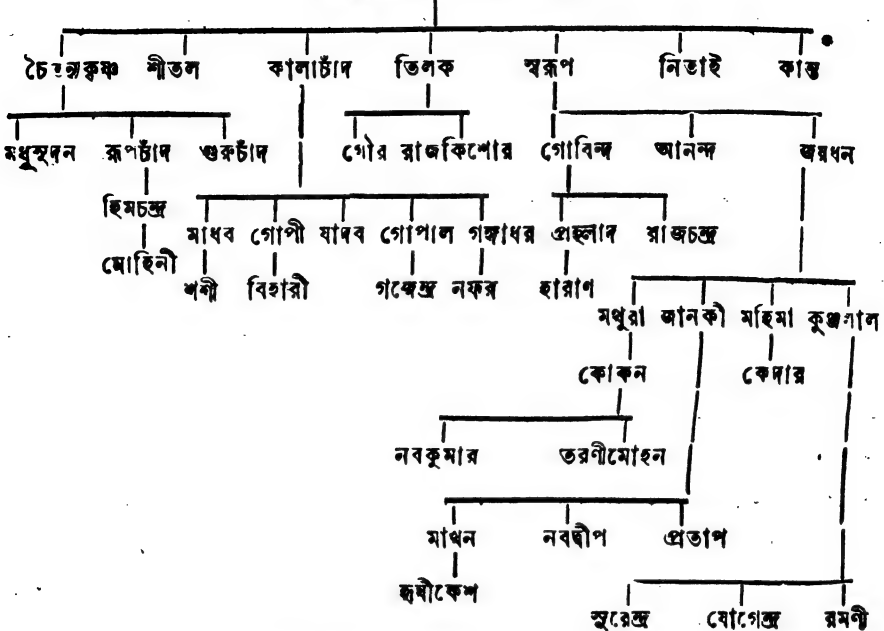 চৈতন্যকৃষ্ণ শীতল কালাচাঁদ তিলক স্বরূপ নিতাই কান্ত
মধুসূদন রূপচাঁদ গুরুচাঁদ গৌর রাজকিশোর গোবিন্দ আনন্দ জয়ধন
হিমচন্দ্র
মাধব গোপী যাদব গোপাল গঙ্গাধর প্রহ্লাদ রাজচন্দ্র
মোহিনী
শশী বিহারী গজেন্দ্র নফর হারাণ
মথুরা জানকী মহিমা কুঞ্জলাল
কোকন কেদার
নবকুমার তরণীমোহন
মাখন নবদ্বীপ প্রতাপ
হৃষীকেশ
সুরেন্দ্র যোগেন্দ্র রমণী